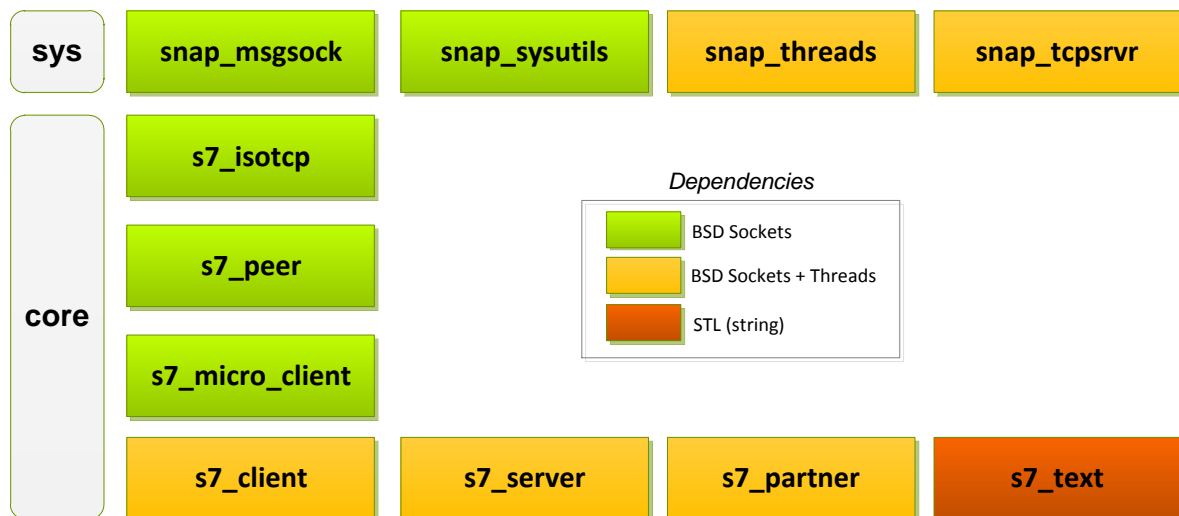 sys
snap_msgsock
snap_sysutils
snap_threads
snap_tcpsrvr
core
s7_isotcp
s7_peer
s7_micro_client
s7_client
s7_server
s7_partner
s7_text
Dependencies
BSD Sockets
BSD Sockets + Threads
STL (string)